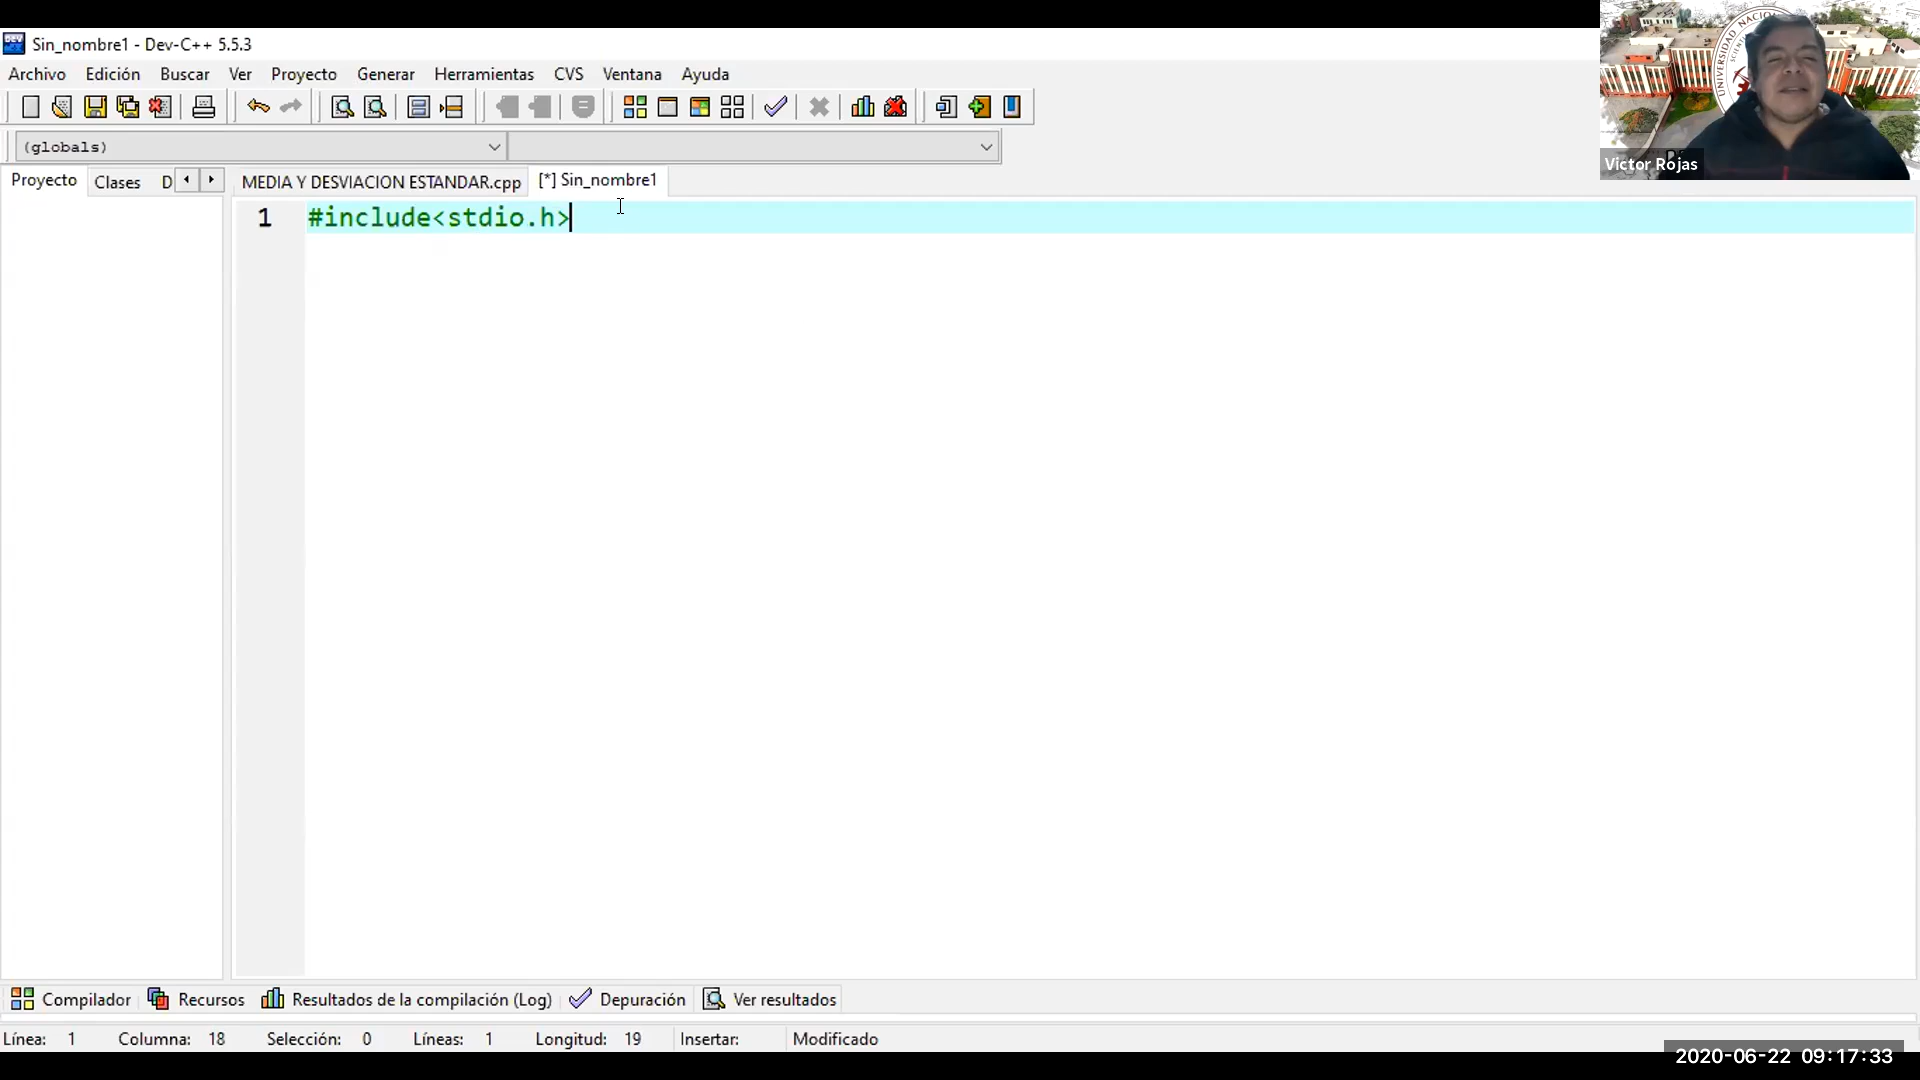 Sin_nombre1 - Dev-C++ 5.5.3
Archivo Edición Buscar Ver Proyecto Generar Herramientas CVS Ventana Ayuda
(globals)
Proyecto Clases D MEDIA Y DESVIACION ESTANDAR.cpp [*] Sin_nombre1
1 #include<stdio.h>
UNIVERSIDAD NACIO
Victor Rojas
Compilador Recursos Resultados de la compilación (Log) Depuración Ver resultados
Línea: 1 Columna: 18 Selección: 0 Líneas: 1 Longitud: 19 Insertar: Modificado
2020-06-22 09:17:33